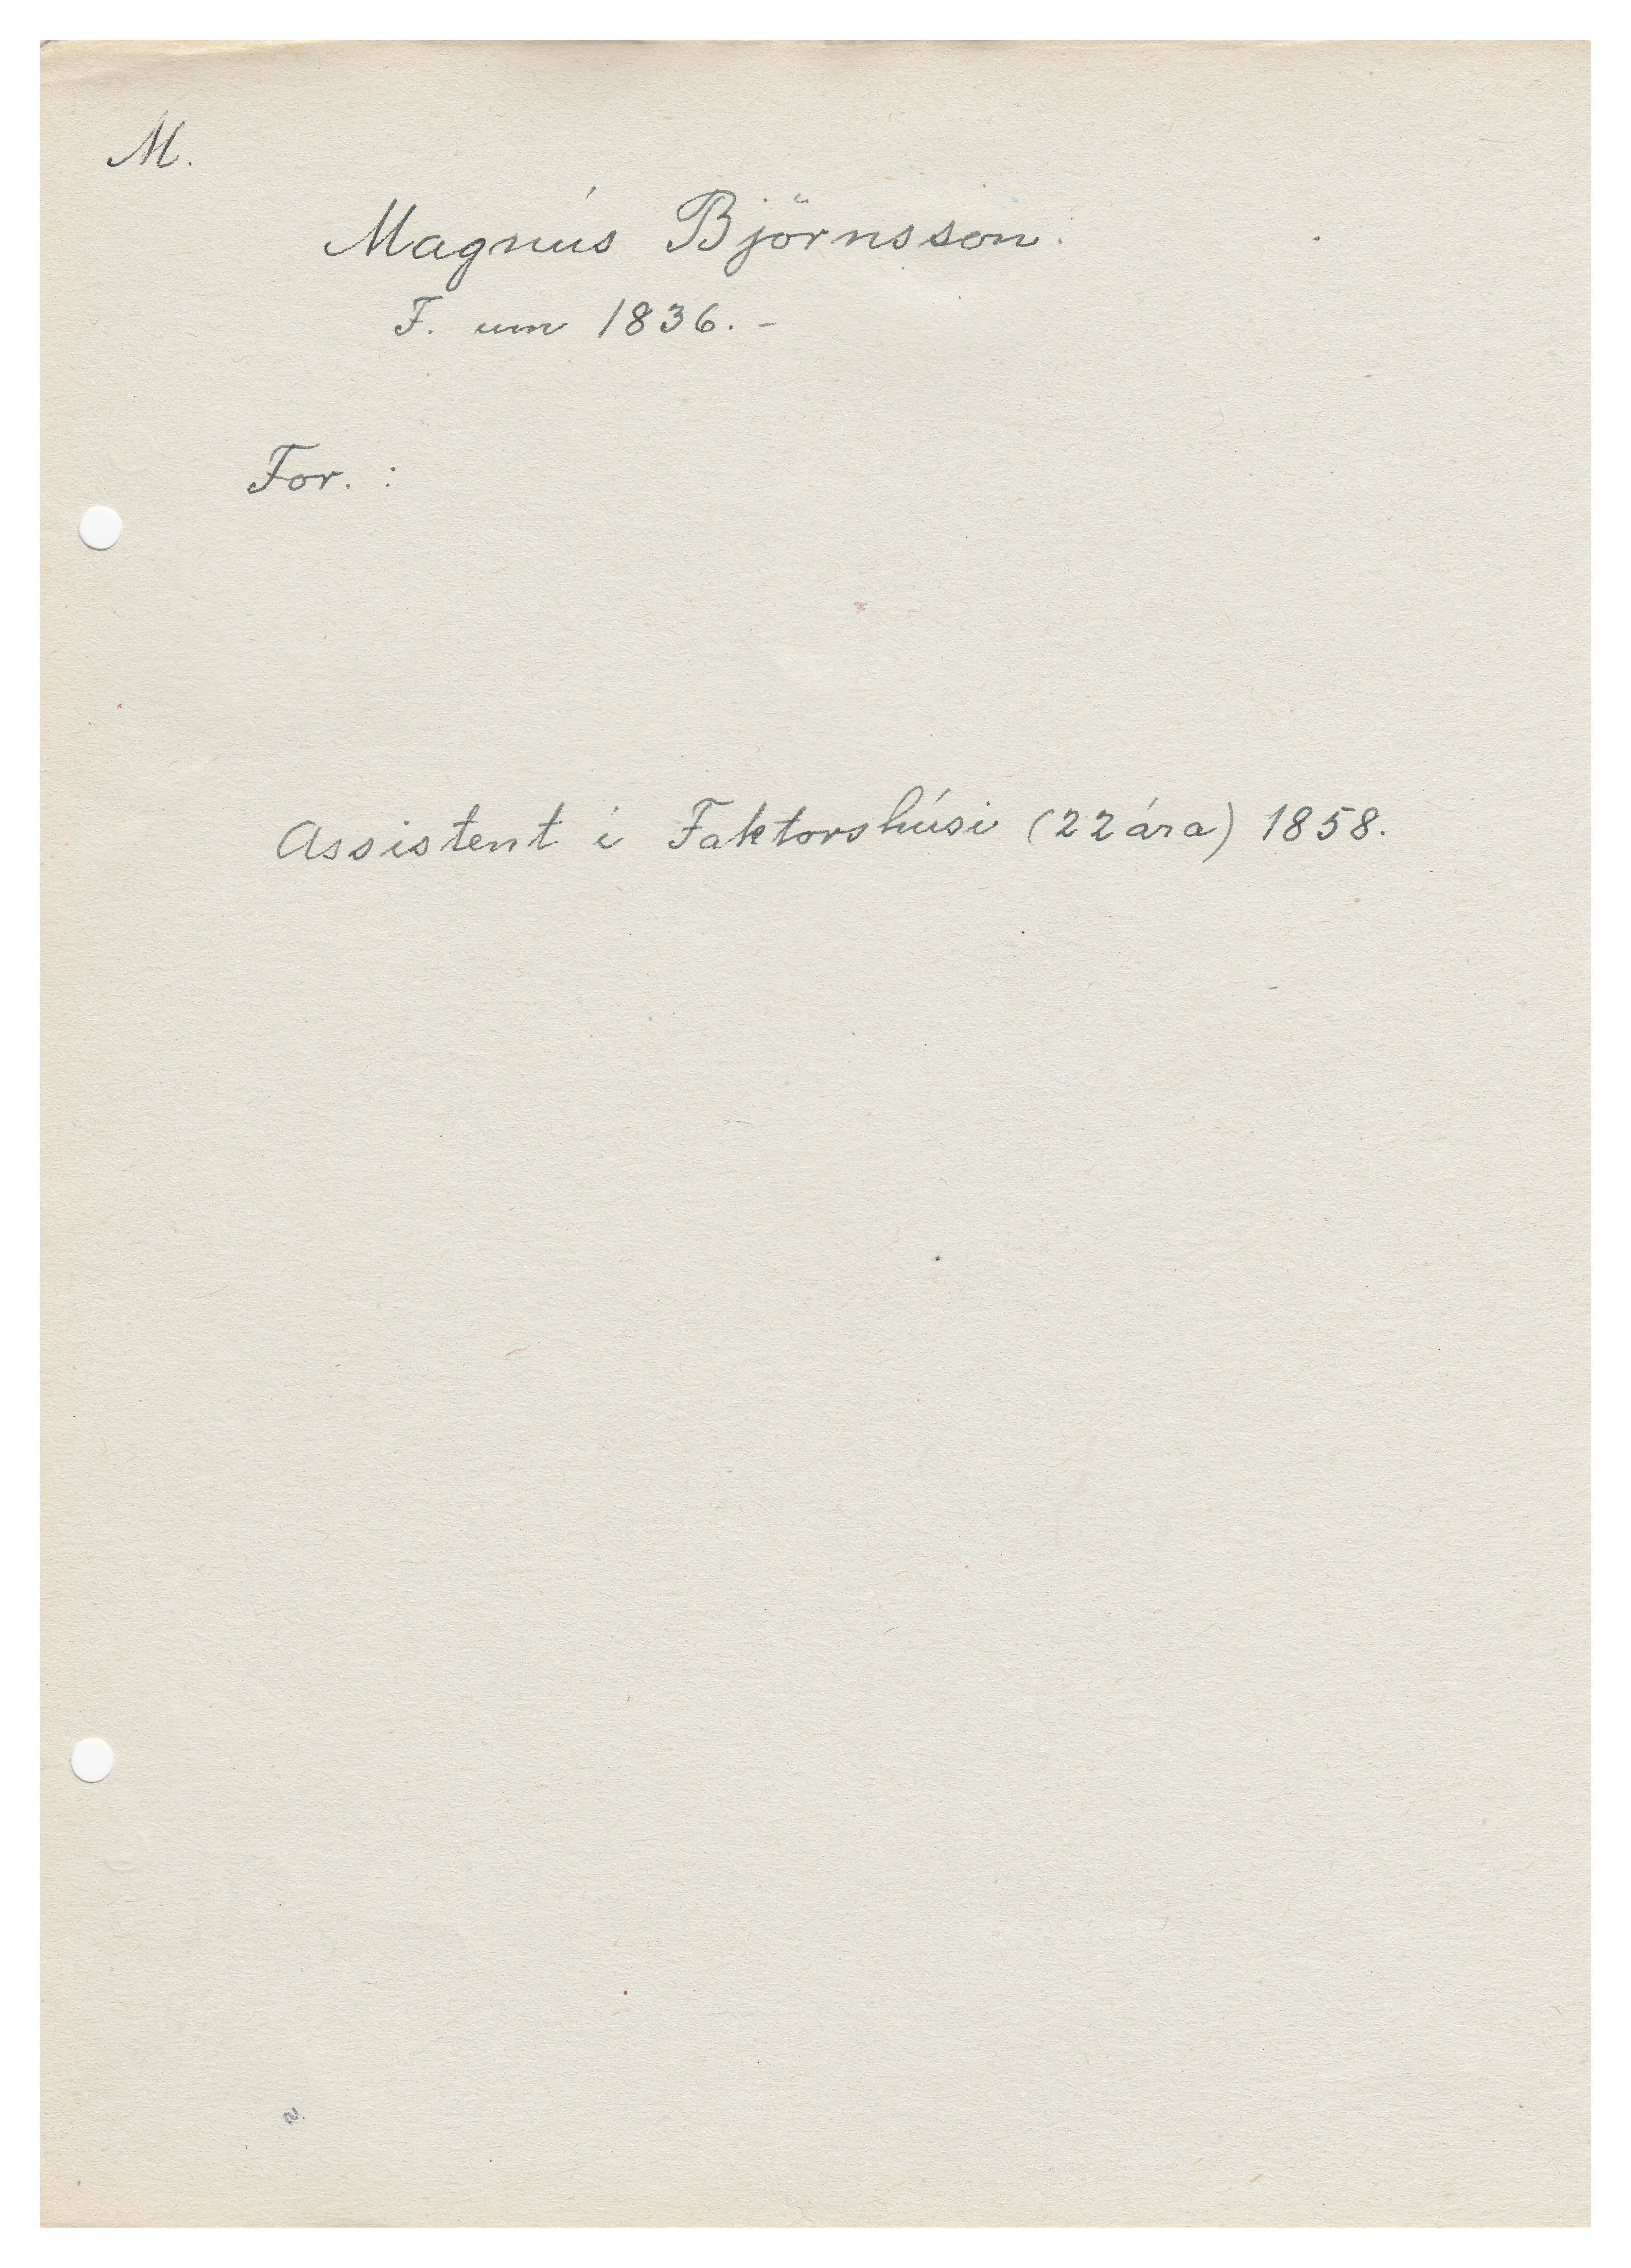 M.
Magnús Björnsson.
F. um 1836. -
For. :
Assistent í Faktorshúsi (22 ára) 1858.